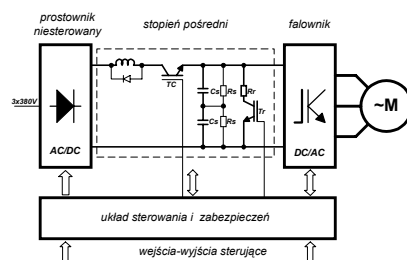 prostownik
niesterowany
stopień pośredni
falownik
3x380V
TC
Cs
Rs
Rr
Cs
Rs
Tr
~M
AC/DC
DC/AC
układ sterowania i zabezpieczeń
wejścia-wyjścia sterujące